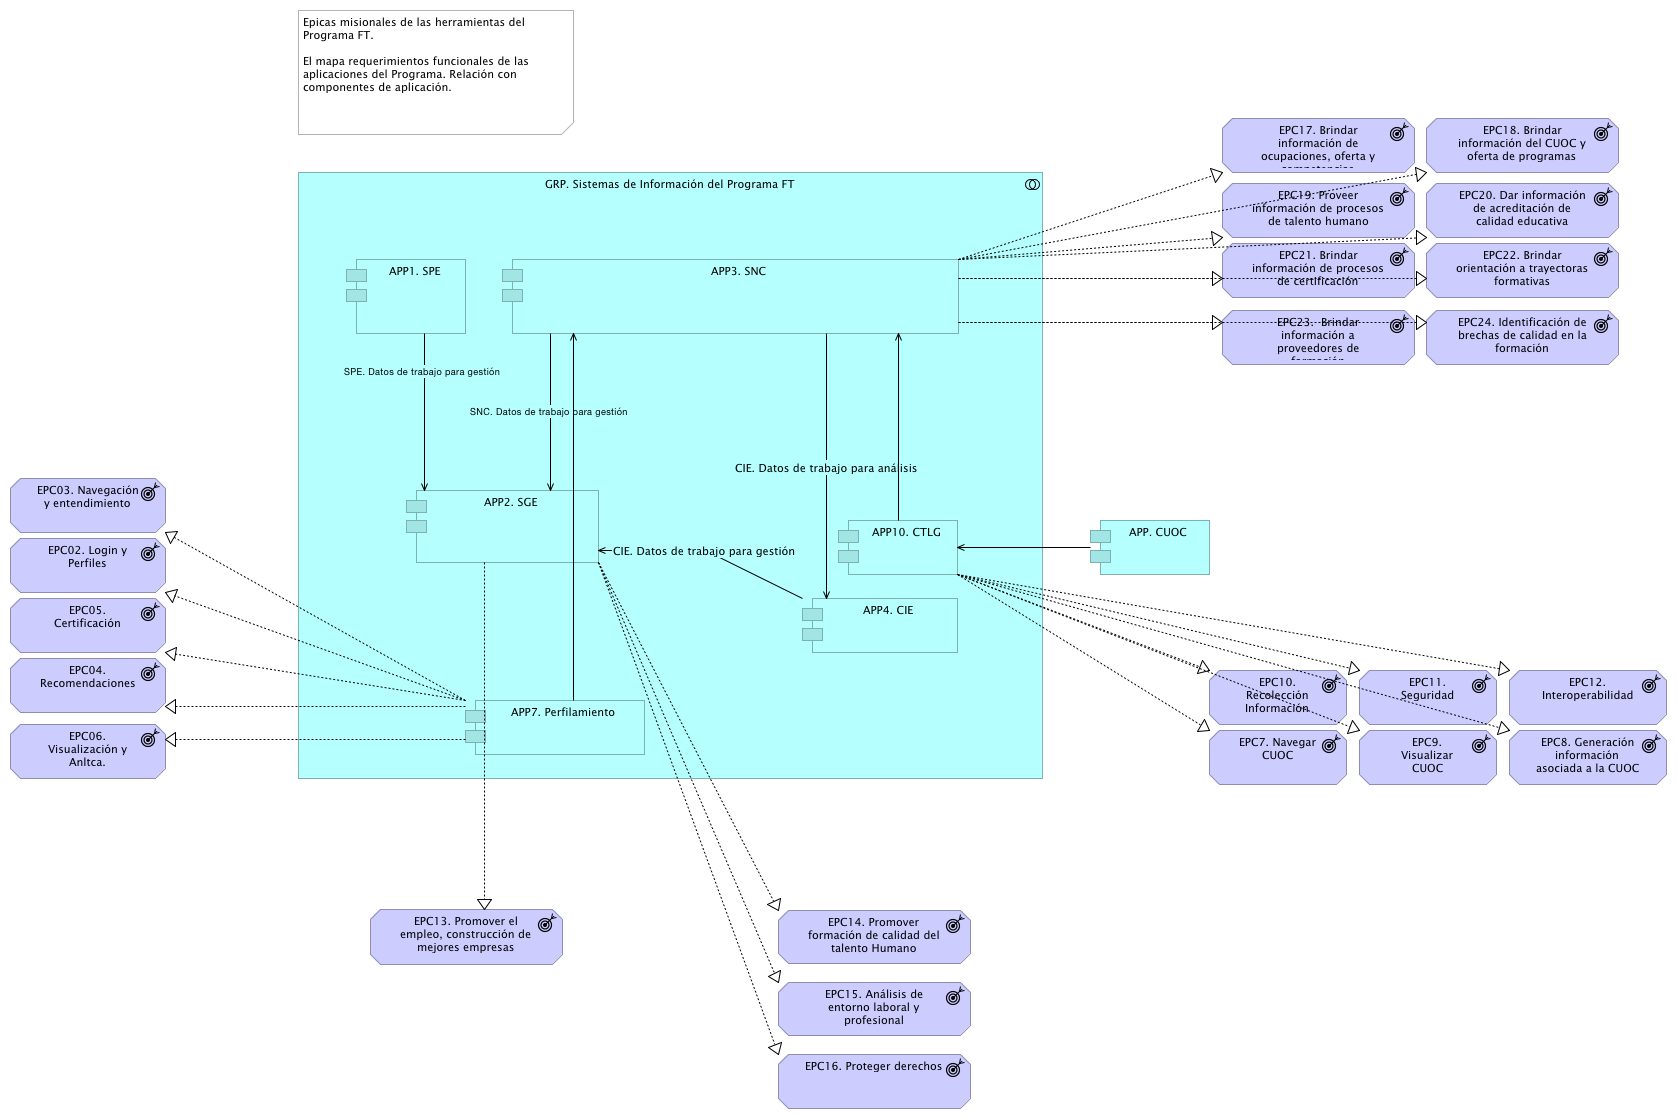 Epicas misionales de las herramientas del
Programa FT.
El mapa requerimientos funcionales de las
aplicaciones del Programa. Relación con
componentes de aplicación.
EPC17. Brindar
información de
ocupaciones, oferta y
EPC18. Brindar
información del CUOC y
oferta de programas
GRP. Sistemas de Información del Programa FT
EPC19. Proveer
información de procesos
de talento humano
EPC20. Dar información
de acreditación de
calidad educativa
APP1. SPE
APP3. SNC
EPC21. Brindar
información de procesos
de certificación
EPC22. Brindar
orientación a trayectoras
formativas
EPC23. Brindar
información a
proveedores de
formación
EPC24. Identificación de
brechas de calidad en la
formación
SPE. Datos de trabajo para gestión
SNC. Datos de trabajo para gestión
CIE. Datos de trabajo para análisis
EPC03. Navegación
y entendimiento
APP2. SGE
APP10. CTLG
APP. CUOC
EPC02. Login y
Perfiles
CIE. Datos de trabajo para gestión
EPC05.
Certificación
APP4. CIE
EPC04.
Recomendaciones
EPC10.
Recolección
Información
EPC11.
Seguridad
EPC12.
Interoperabilidad
APP7. Perfilamiento
EPC06.
Visualización y
Anltca.
EPC7. Navegar
CUOC
EPC9.
Visualizar
CUOC
EPC8. Generación
información
asociada a la CUOC
EPC13. Promover el
empleo, construcción de
mejores empresas
EPC14. Promover
formación de calidad del
talento Humano
EPC15. Análisis de
entorno laboral y
profesional
EPC16. Proteger derechos